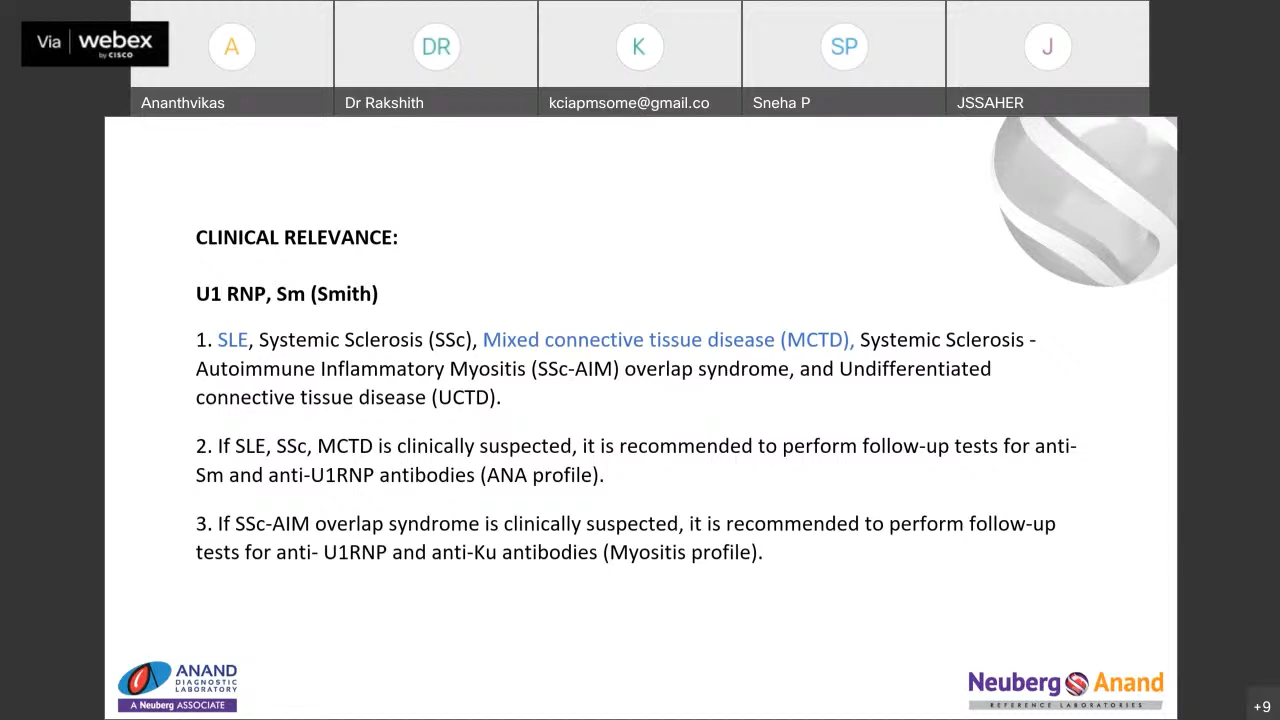 Via webex
by CISCO
A
DR
K
SP
J
Ananthvikas
Dr Rakshith
kciapmsome@gmail.co
Sneha P
JSSAHER
CLINICAL RELEVANCE:
U1 RNP, Sm (Smith)
1. SLE, Systemic Sclerosis (SSc), Mixed connective tissue disease (MCTD), Systemic Sclerosis -
Autoimmune Inflammatory Myositis (SSc-AIM) overlap syndrome, and Undifferentiated
connective tissue disease (UCTD).
2. If SLE, SSc, MCTD is clinically suspected, it is recommended to perform follow-up tests for anti-
Sm and anti-U1RNP antibodies (ANA profile).
3. If SSc-AIM overlap syndrome is clinically suspected, it is recommended to perform follow-up
tests for anti- U1RNP and anti-Ku antibodies (Myositis profile).
ANAND
DIAGNOSTIC
LABORATORY
A Neuberg ASSOCIATE
Neuberg Anand
REFERENCE LABORATORIES
+9